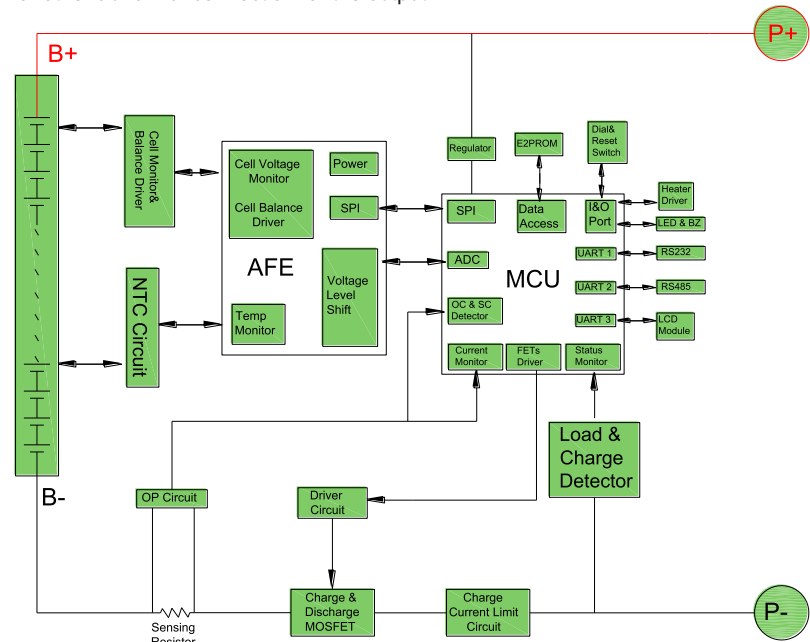 P+
B+
Cell Monitor&
Balance Driver
Cell Voltage
Monitor
Cell Balance
Driver
Power
SPI
AFE
Voltage
Level
Shift
Temp
Monitor
NTC Circuit
Regulator
E2PROM
Dial&
Reset
Switch
SPI
Data
Access
I&O
Port
Heater
Driver
LED & BZ
ADC
MCU
UART 1
RS232
UART 2
RS485
OC & SC
Detector
UART 3
LCD
Module
Current
Monitor
FETs
Driver
Status
Monitor
Load &
Charge
Detector
B-
OP Circuit
Driver
Circuit
Charge &
Discharge
MOSFET
Charge
Current Limit
Circuit
P-
Sensing
Resistor